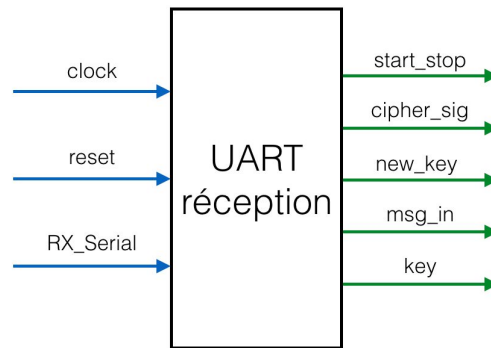 clock
reset
RX_Serial
UART
réception
start_stop
cipher_sig
new_key
msg_in
key